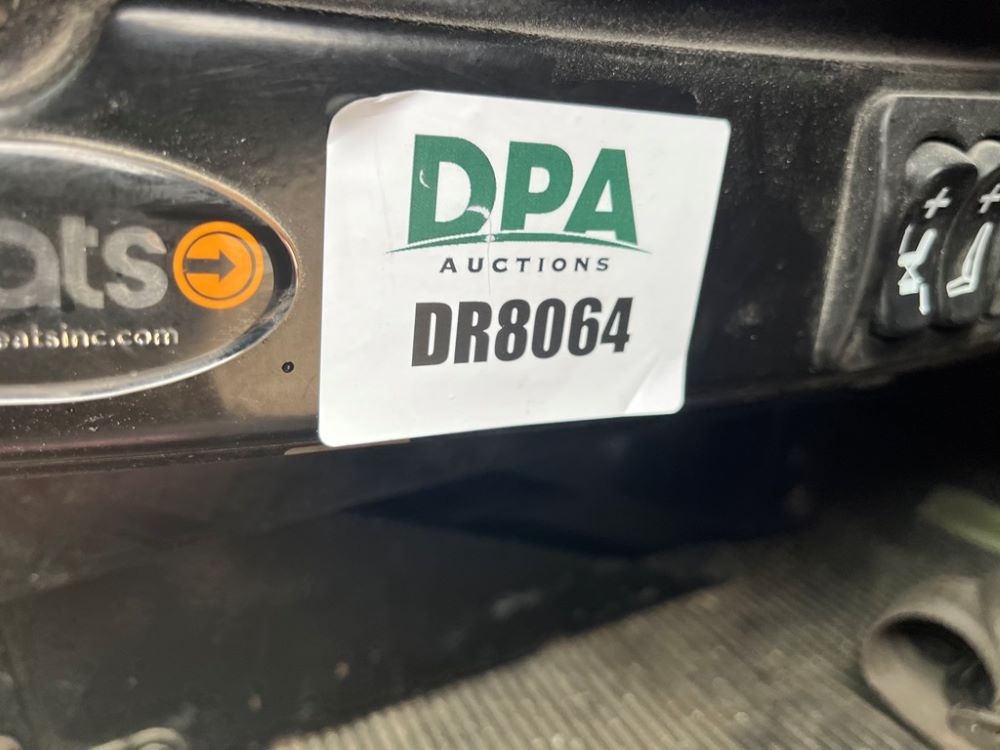 ats
eatsinc.com
DPA
AUCTIONS
DR8064